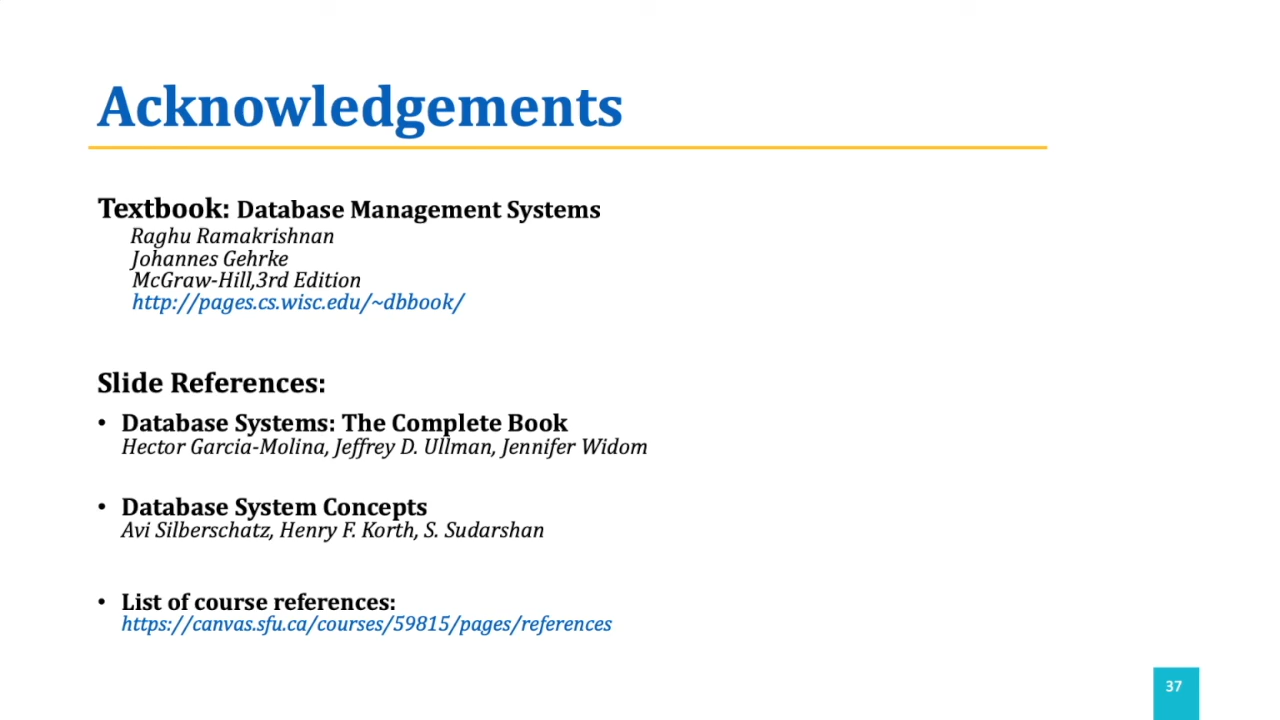 Acknowledgements
Textbook: Database Management Systems
Raghu Ramakrishnan
Johannes Gehrke
McGraw-Hill,3rd Edition
http://pages.cs.wisc.edu/~dbbook/
Slide References:
• Database Systems: The Complete Book
Hector Garcia-Molina, Jeffrey D. Ullman, Jennifer Widom
• Database System Concepts
Avi Silberschatz, Henry F. Korth, S. Sudarshan
• List of course references:
https://canvas.sfu.ca/courses/59815/pages/references
37